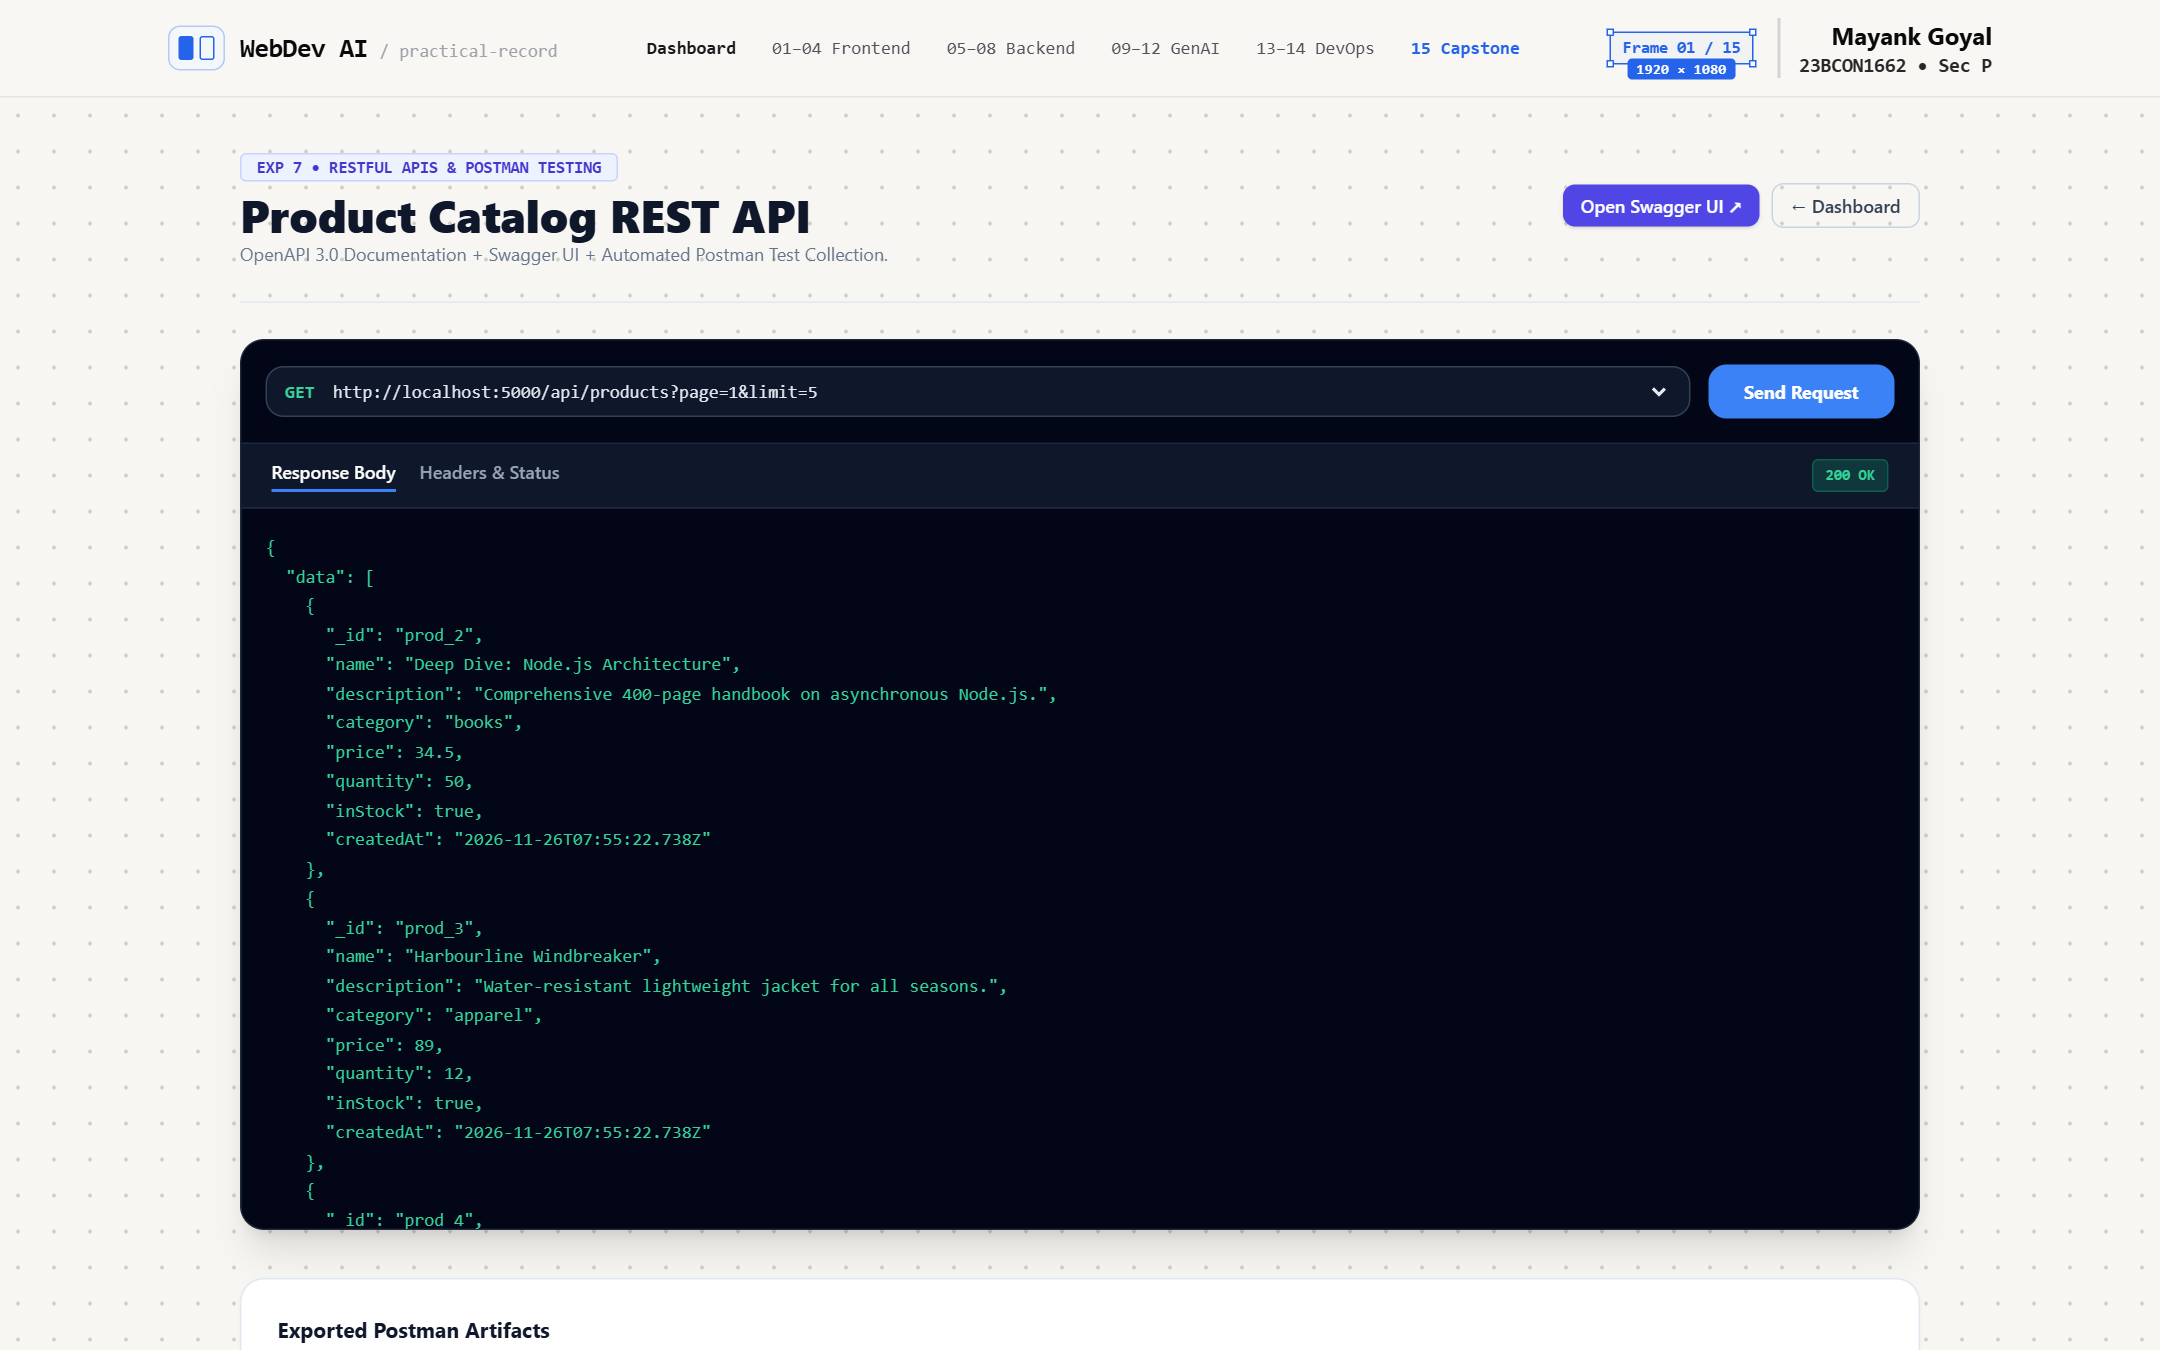 WebDev AI / practical-record
Dashboard
01–04 Frontend
05–08 Backend
09–12 GenAI
13–14 DevOps
15 Capstone
Frame 01 / 15
1920 × 1080
Mayank Goyal
23BCON1662 • Sec P
EXP 7 • RESTFUL APIS & POSTMAN TESTING
Product Catalog REST API
OpenAPI 3.0 Documentation + Swagger UI + Automated Postman Test Collection.
Open Swagger UI ↗
← Dashboard
GET http://localhost:5000/api/products?page=1&limit=5
Send Request
Response Body
Headers & Status
200 OK
{
  "data": [
    {
      "_id": "prod_2",
      "name": "Deep Dive: Node.js Architecture",
      "description": "Comprehensive 400-page handbook on asynchronous Node.js.",
      "category": "books",
      "price": 34.5,
      "quantity": 50,
      "inStock": true,
      "createdAt": "2026-11-26T07:55:22.738Z"
    },
    {
      "_id": "prod_3",
      "name": "Harbourline Windbreaker",
      "description": "Water-resistant lightweight jacket for all seasons.",
      "category": "apparel",
      "price": 89,
      "quantity": 12,
      "inStock": true,
      "createdAt": "2026-11-26T07:55:22.738Z"
    },
    {
      "_id": "prod_4",
Exported Postman Artifacts